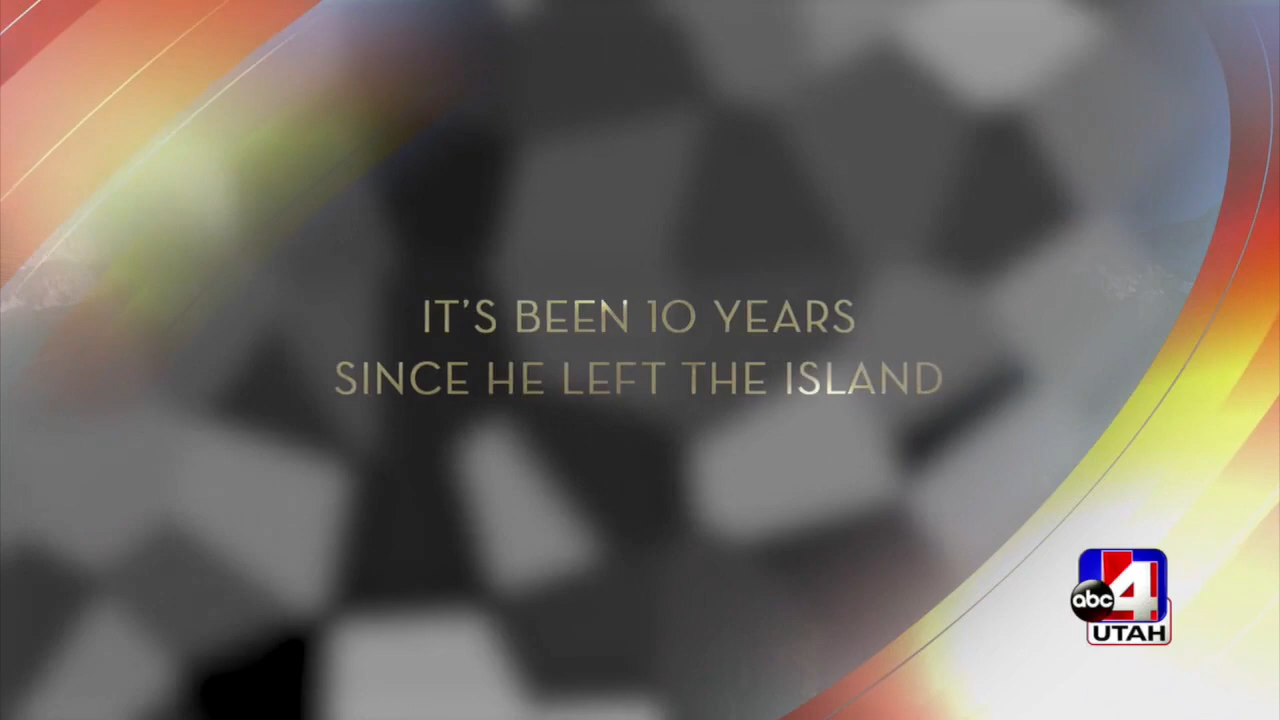 IT'S BEEN 10 YEARS
SINCE HE LEFT THE ISLAND
abc 4
UTAH